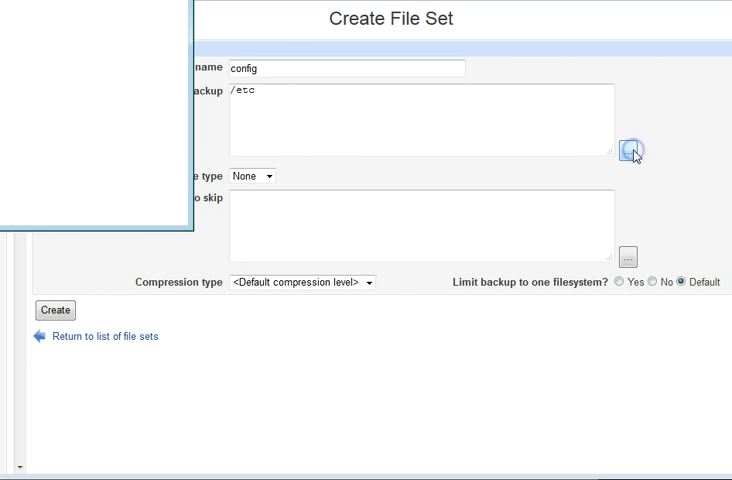 Create File Set
name config
ackup /etc
...
e type None
o skip
...
Compression type <Default compression level> Limit backup to one filesystem? Yes No Default
Create
Return to list of file sets